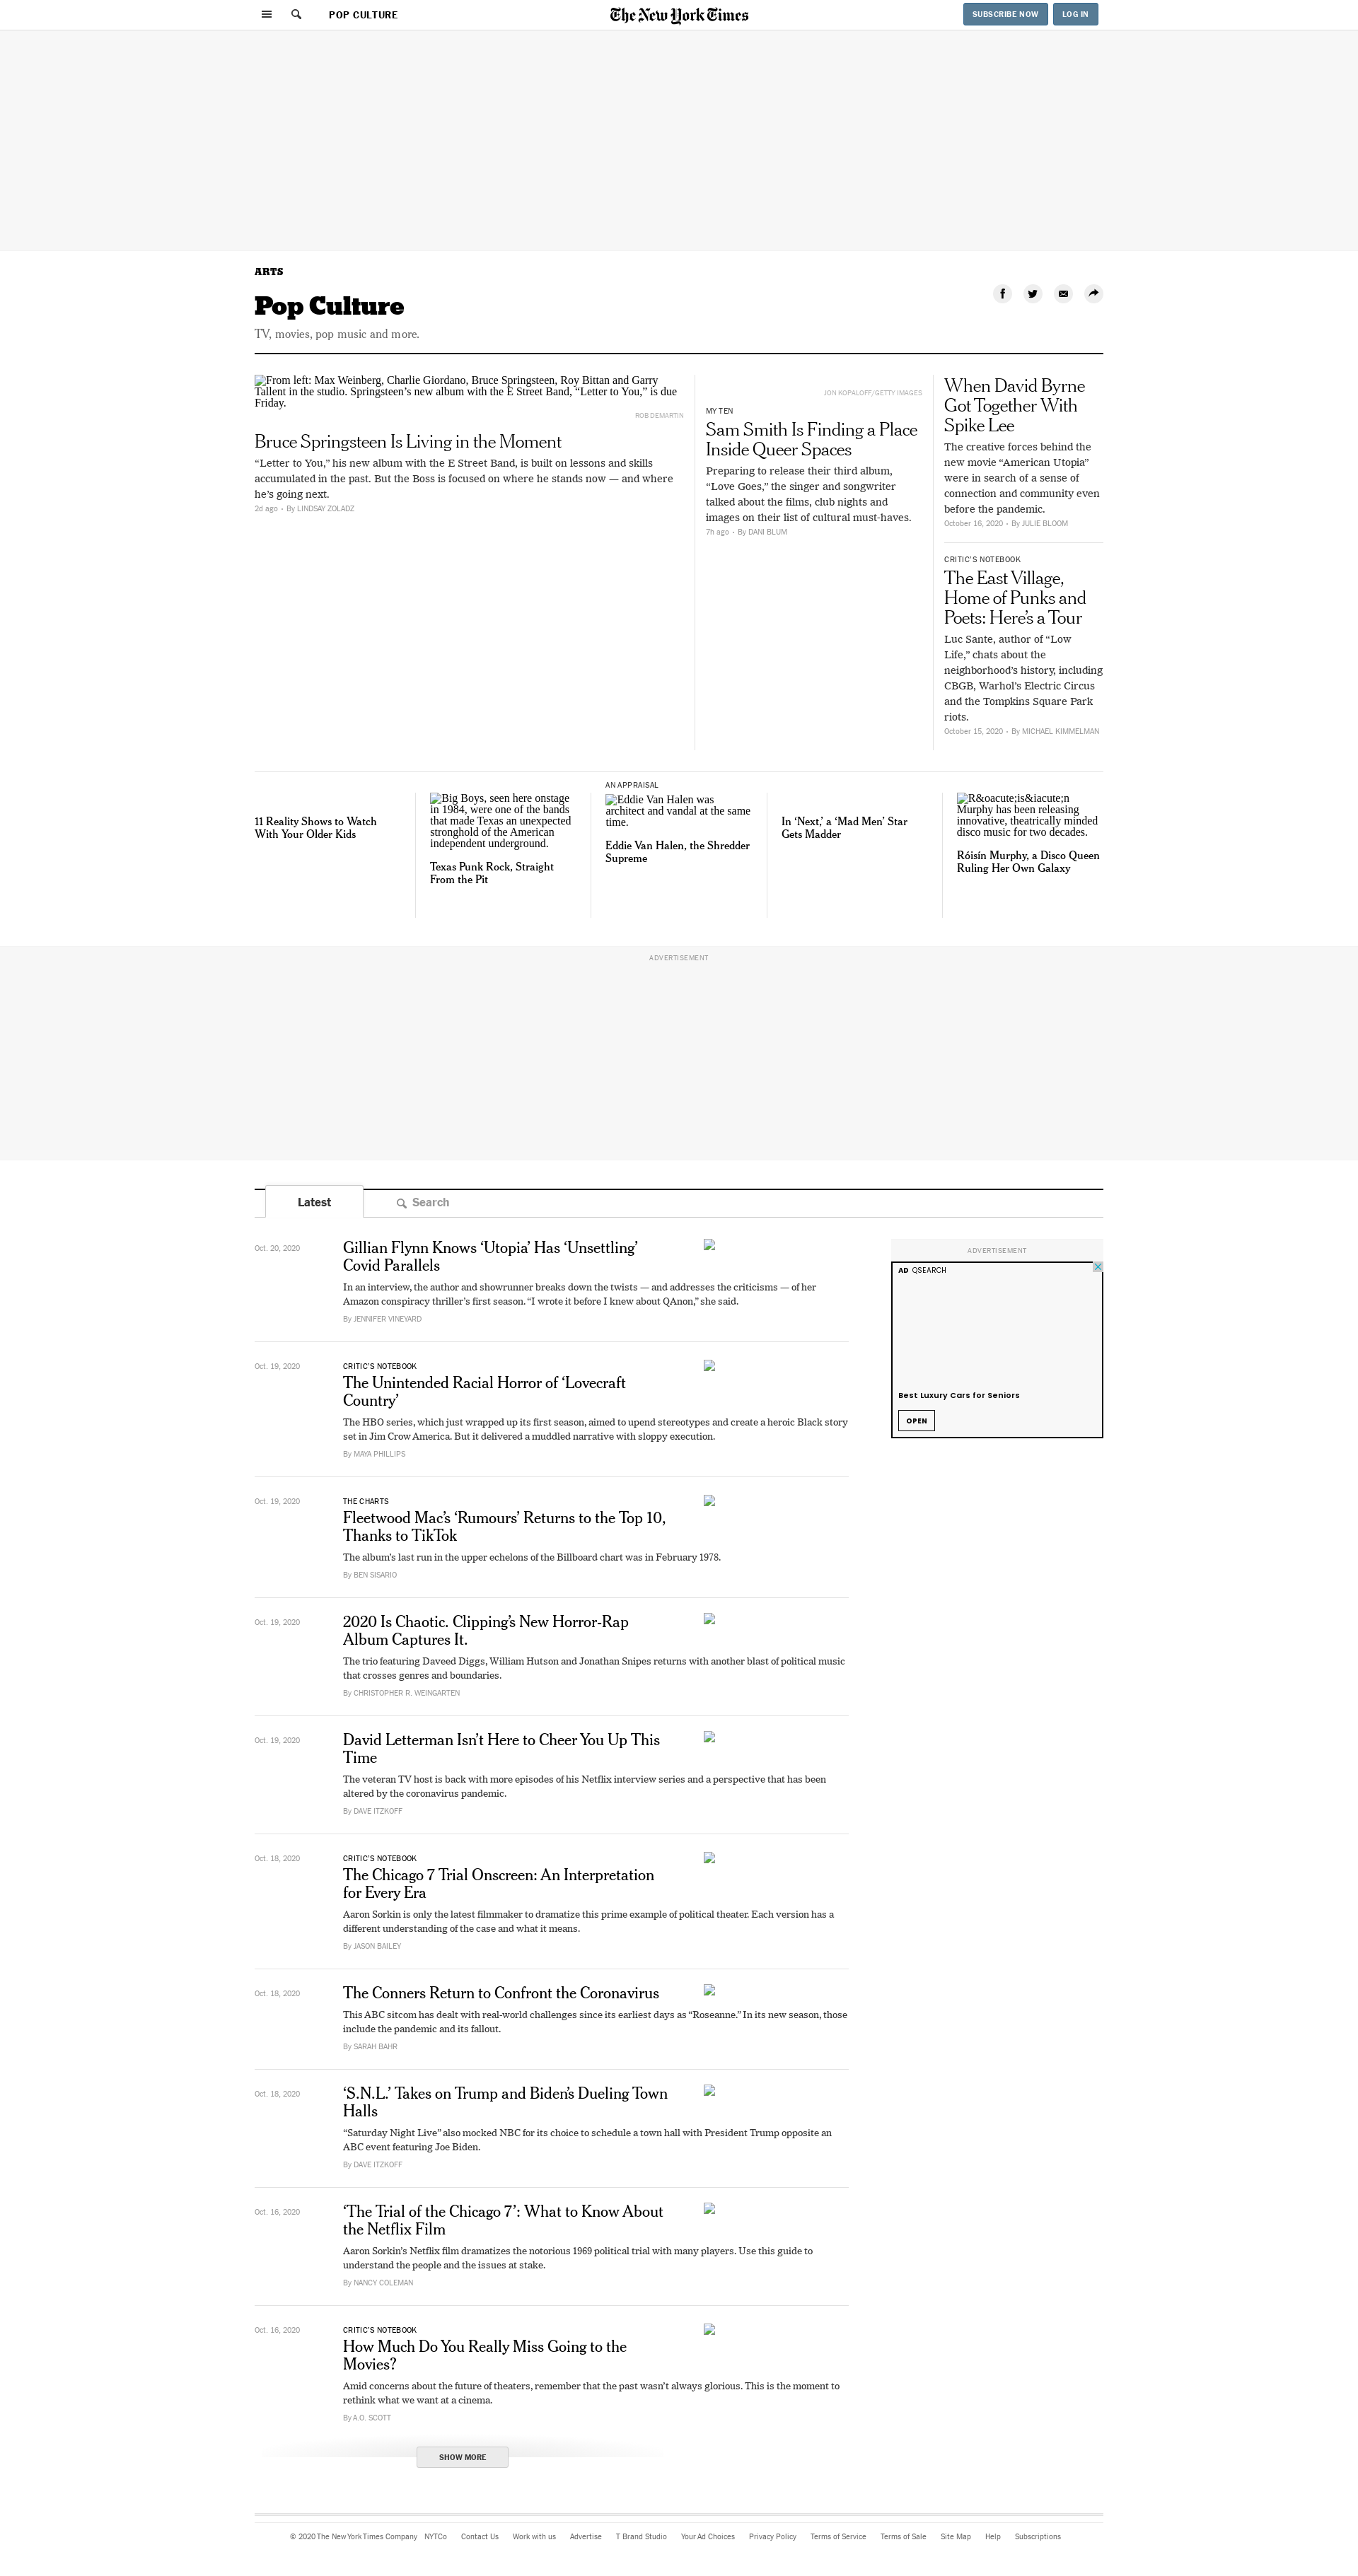 POP CULTURE
The New York Times
SUBSCRIBE NOW
LOG IN
ARTS
Pop Culture
TV, movies, pop music and more.
From left: Max Weinberg, Charlie Giordano, Bruce Springsteen, Roy Bittan and Garry
Tallent in the studio. Springsteen's new album with the E Street Band, “Letter to You,” is due
Friday.
ROB DEMARTIN
Bruce Springsteen Is Living in the Moment
“Letter to You,” his new album with the E Street Band, is built on lessons and skills
accumulated in the past. But the Boss is focused on where he stands now — and where
he’s going next.
2d ago • By LINDSAY ZOLADZ
JON KOPALOFF/GETTY IMAGES
MY TEN
Sam Smith Is Finding a Place
Inside Queer Spaces
Preparing to release their third album,
“Love Goes,” the singer and songwriter
talked about the films, club nights and
images on their list of cultural must-haves.
7h ago • By DANI BLUM
When David Byrne
Got Together With
Spike Lee
The creative forces behind the
new movie “American Utopia”
were in search of a sense of
connection and community even
before the pandemic.
October 16, 2020 • By JULIE BLOOM
CRITIC’S NOTEBOOK
The East Village,
Home of Punks and
Poets: Here’s a Tour
Luc Sante, author of “Low
Life,” chats about the
neighborhood’s history, including
CBGB, Warhol’s Electric Circus
and the Tompkins Square Park
riots.
October 15, 2020 • By MICHAEL KIMMELMAN
11 Reality Shows to Watch
With Your Older Kids
Big Boys, seen here onstage
in 1984, were one of the bands
that made Texas an unexpected
stronghold of the American
independent underground.
Texas Punk Rock, Straight
From the Pit
AN APPRAISAL
Eddie Van Halen was
architect and vandal at the same
time.
Eddie Van Halen, the Shredder
Supreme
In ‘Next,’ a ‘Mad Men’ Star
Gets Madder
R&oacute;is&iacute;n
Murphy has been releasing
innovative, theatrically minded
disco music for two decades.
Róisín Murphy, a Disco Queen
Ruling Her Own Galaxy
ADVERTISEMENT
Latest
Search
Oct. 20, 2020
Gillian Flynn Knows ‘Utopia’ Has ‘Unsettling’
Covid Parallels
In an interview, the author and showrunner breaks down the twists — and addresses the criticisms — of her
Amazon conspiracy thriller’s first season. “I wrote it before I knew about QAnon,” she said.
By JENNIFER VINEYARD
ADVERTISEMENT
AD QSEARCH
Best Luxury Cars for Seniors
OPEN
Oct. 19, 2020
CRITIC’S NOTEBOOK
The Unintended Racial Horror of ‘Lovecraft
Country’
The HBO series, which just wrapped up its first season, aimed to upend stereotypes and create a heroic Black story
set in Jim Crow America. But it delivered a muddled narrative with sloppy execution.
By MAYA PHILLIPS
Oct. 19, 2020
THE CHARTS
Fleetwood Mac’s ‘Rumours’ Returns to the Top 10,
Thanks to TikTok
The album’s last run in the upper echelons of the Billboard chart was in February 1978.
By BEN SISARIO
Oct. 19, 2020
2020 Is Chaotic. Clipping’s New Horror-Rap
Album Captures It.
The trio featuring Daveed Diggs, William Hutson and Jonathan Snipes returns with another blast of political music
that crosses genres and boundaries.
By CHRISTOPHER R. WEINGARTEN
Oct. 19, 2020
David Letterman Isn’t Here to Cheer You Up This
Time
The veteran TV host is back with more episodes of his Netflix interview series and a perspective that has been
altered by the coronavirus pandemic.
By DAVE ITZKOFF
Oct. 18, 2020
CRITIC’S NOTEBOOK
The Chicago 7 Trial Onscreen: An Interpretation
for Every Era
Aaron Sorkin is only the latest filmmaker to dramatize this prime example of political theater. Each version has a
different understanding of the case and what it means.
By JASON BAILEY
Oct. 18, 2020
The Conners Return to Confront the Coronavirus
This ABC sitcom has dealt with real-world challenges since its earliest days as “Roseanne.” In its new season, those
include the pandemic and its fallout.
By SARAH BAHR
Oct. 18, 2020
‘S.N.L.’ Takes on Trump and Biden’s Dueling Town
Halls
“Saturday Night Live” also mocked NBC for its choice to schedule a town hall with President Trump opposite an
ABC event featuring Joe Biden.
By DAVE ITZKOFF
Oct. 16, 2020
‘The Trial of the Chicago 7’: What to Know About
the Netflix Film
Aaron Sorkin’s Netflix film dramatizes the notorious 1969 political trial with many players. Use this guide to
understand the people and the issues at stake.
By NANCY COLEMAN
Oct. 16, 2020
CRITIC’S NOTEBOOK
How Much Do You Really Miss Going to the
Movies?
Amid concerns about the future of theaters, remember that the past wasn’t always glorious. This is the moment to
rethink what we want at a cinema.
By A.O. SCOTT
SHOW MORE
© 2020 The New York Times Company NYTCo Contact Us Work with us Advertise T Brand Studio Your Ad Choices Privacy Policy Terms of Service Terms of Sale Site Map Help Subscriptions